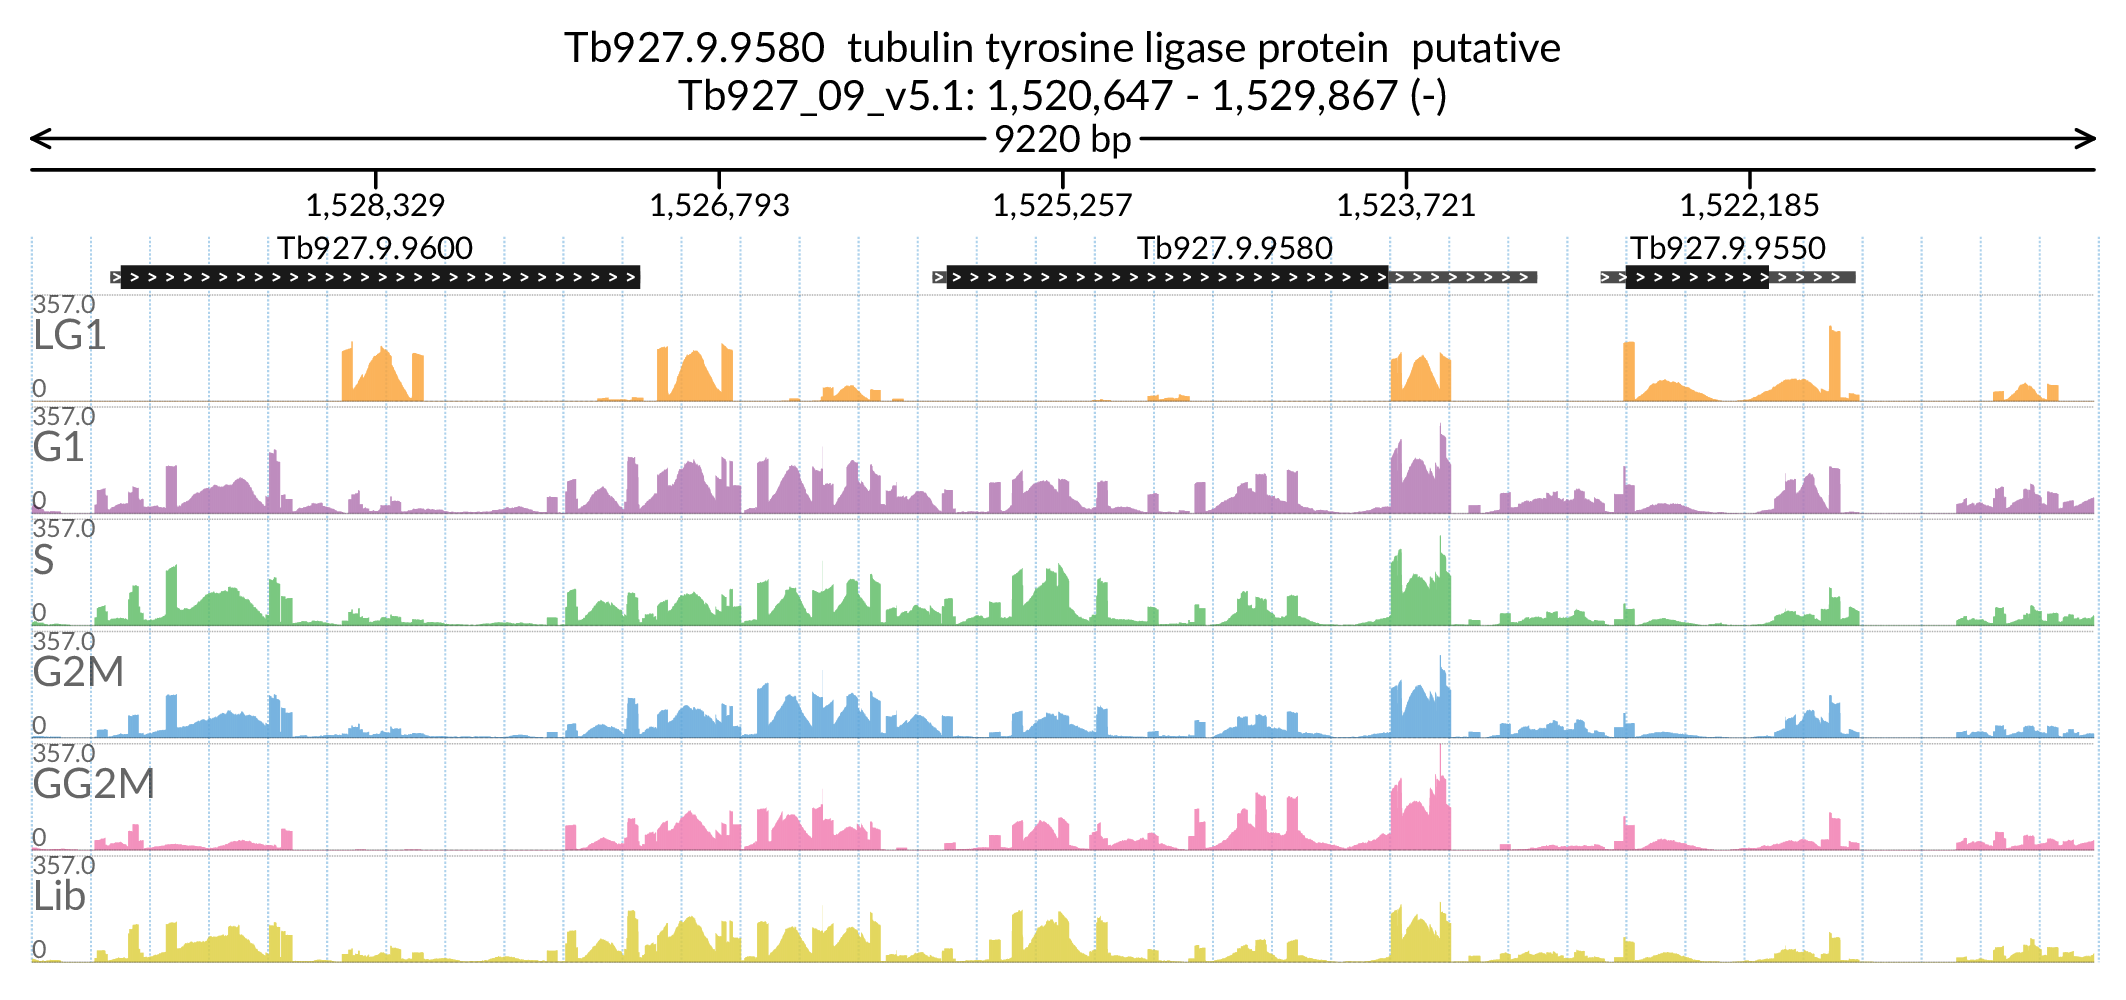 Tb927.9.9580  tubulin tyrosine ligase protein  putative
Tb927_09_v5.1: 1,520,647 - 1,529,867 (-)
9220 bp
1,528,329 1,526,793 1,525,257 1,523,721 1,522,185
Tb927.9.9600 Tb927.9.9580 Tb927.9.9550
357.0
LG1
0
357.0
G1
0
357.0
S
0
357.0
G2M
0
357.0
GG2M
0
357.0
Lib
0